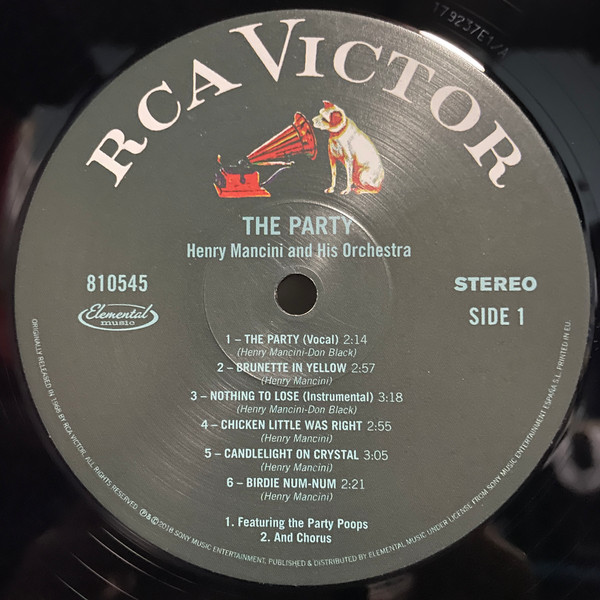 179237E1/A
RCA VICTOR
THE PARTY
Henry Mancini and His Orchestra
810545
STEREO
Elemental
music
SIDE 1
1 – THE PARTY (Vocal) 2:14
(Henry Mancini-Don Black)
2 – BRUNETTE IN YELLOW 2:57
(Henry Mancini)
3 – NOTHING TO LOSE (Instrumental) 3:18
(Henry Mancini-Don Black)
4 – CHICKEN LITTLE WAS RIGHT 2:55
(Henry Mancini)
5 – CANDLELIGHT ON CRYSTAL 3:05
(Henry Mancini)
6 – BIRDIE NUM-NUM 2:21
(Henry Mancini)
1. Featuring the Party Poops
2. And Chorus
ORIGINALLY RELEASED IN 1968 BY RCA VICTOR. ALL RIGHTS RESERVED. ℗&©2018 SONY MUSIC ENTERTAINMENT, PUBLISHED & DISTRIBUTED BY ELEMENTAL MUSIC UNDER LICENSE FROM SONY MUSIC ENTERTAINMENT ESPAÑA S.L. PRINTED IN EU.